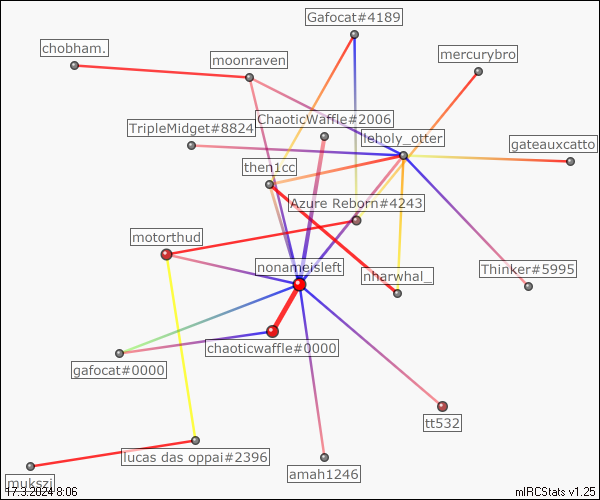 Gafocat#4189
chobham.
moonraven
mercurybro
ChaoticWaffle#2006
TripleMidget#8824
leholy_otter
gateauxcatto
then1cc
Azure Reborn#4243
motorthud
nonameisleft
nharwhal_
Thinker#5995
chaoticwaffle#0000
gafocat#0000
tt532
lucas das oppai#2396
amah1246
mukszi
17.3.2024 8:06
mIRCStats v1.25